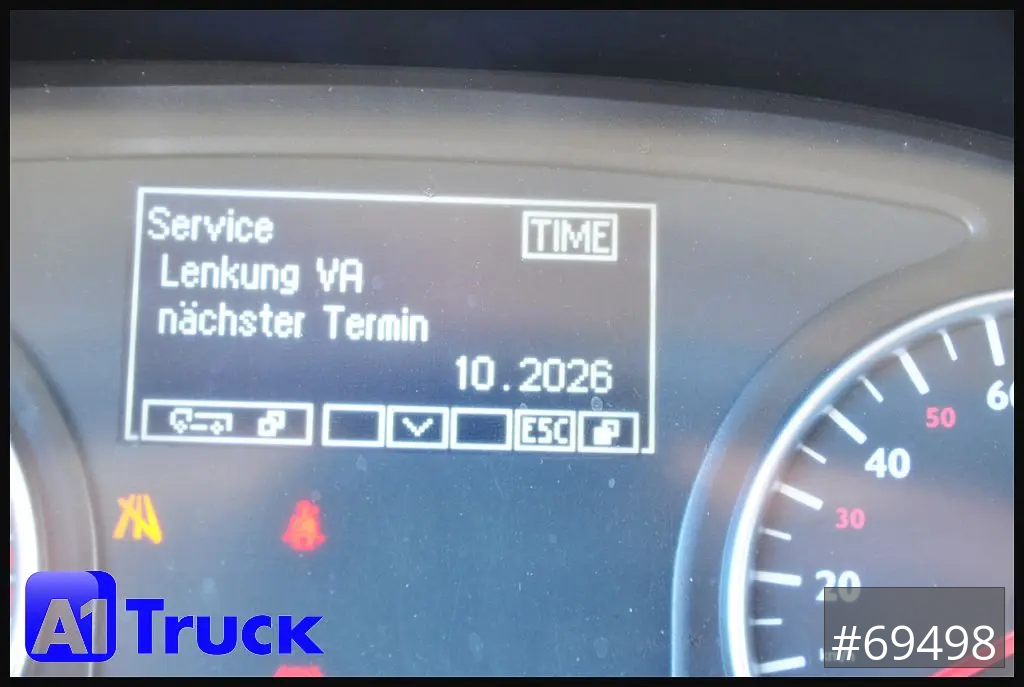 Service TIME
Lenkung VA
nächster Termin
10.2026
ESC
60
50
40
30
20
A1 Truck
#69498